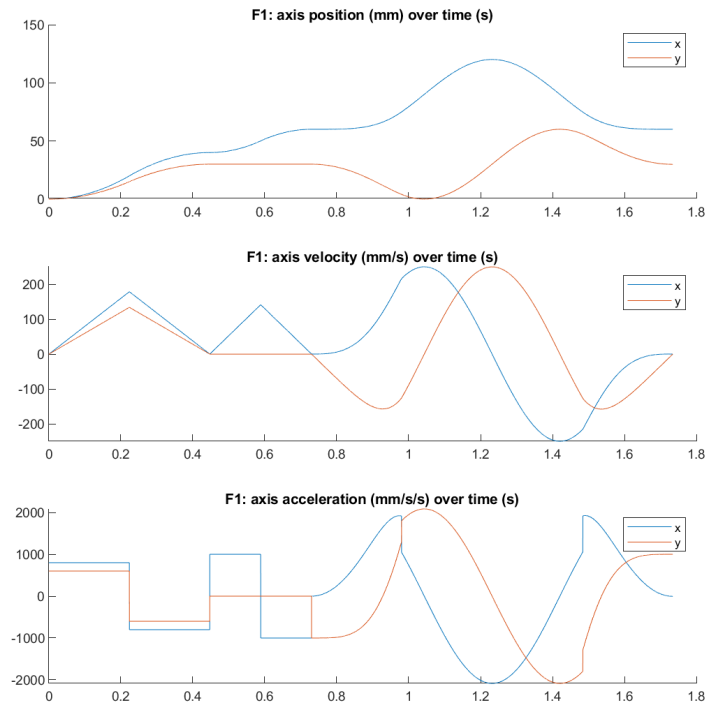 F1: axis position (mm) over time (s)
150
100
50
0
x
y
0 0.2 0.4 0.6 0.8 1 1.2 1.4 1.6 1.8
F1: axis velocity (mm/s) over time (s)
200
100
0
-100
-200
x
y
0 0.2 0.4 0.6 0.8 1 1.2 1.4 1.6 1.8
F1: axis acceleration (mm/s/s) over time (s)
2000
1000
0
-1000
-2000
x
y
0 0.2 0.4 0.6 0.8 1 1.2 1.4 1.6 1.8